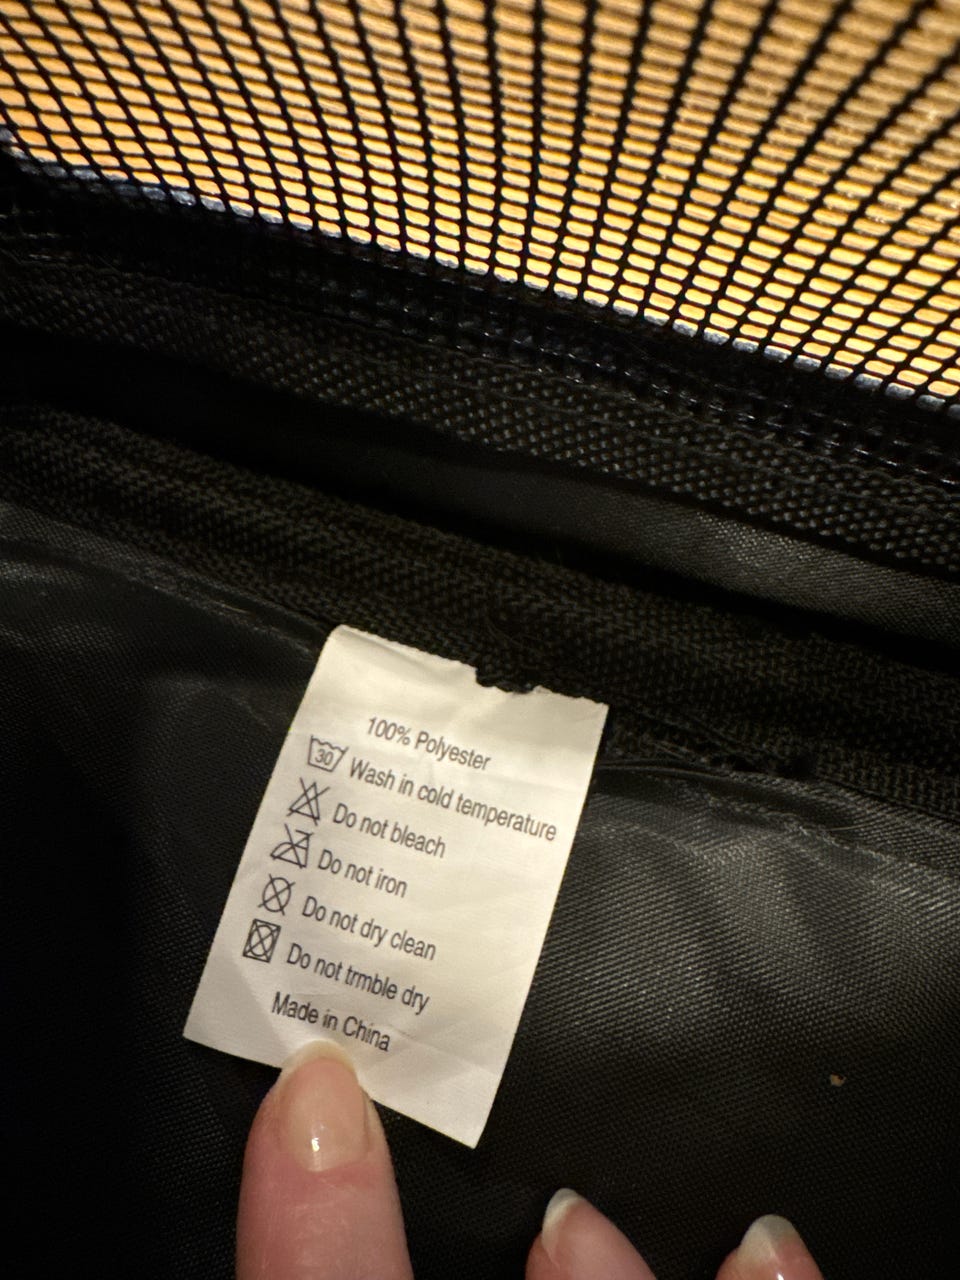 100% Polyester
30 Wash in cold temperature
Do not bleach
Do not iron
Do not dry clean
Do not trmble dry
Made in China